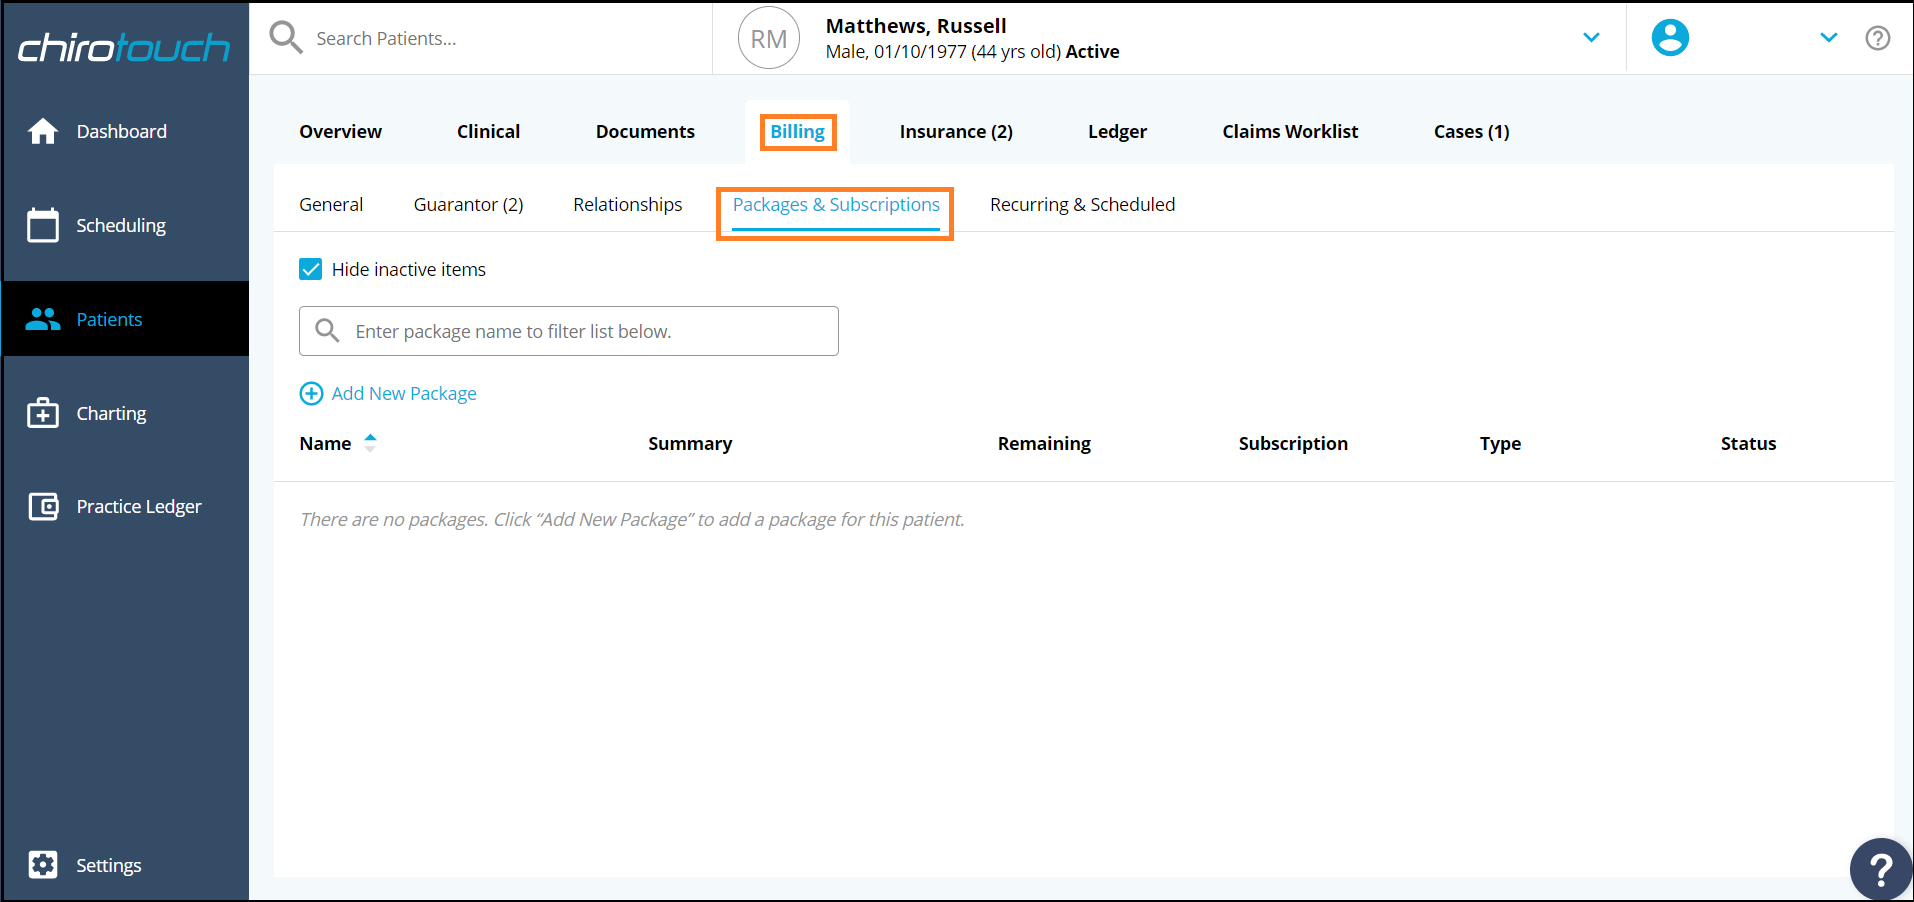 chirotouch
Search Patients...
RM
Matthews, Russell
Male, 01/10/1977 (44 yrs old) Active
?
Dashboard
Scheduling
Patients
Charting
Practice Ledger
Settings
Overview
Clinical
Documents
Billing
Insurance (2)
Ledger
Claims Worklist
Cases (1)
General
Guarantor (2)
Relationships
Packages & Subscriptions
Recurring & Scheduled
Hide inactive items
Enter package name to filter list below.
Add New Package
Name
Summary
Remaining
Subscription
Type
Status
There are no packages. Click “Add New Package” to add a package for this patient.
?